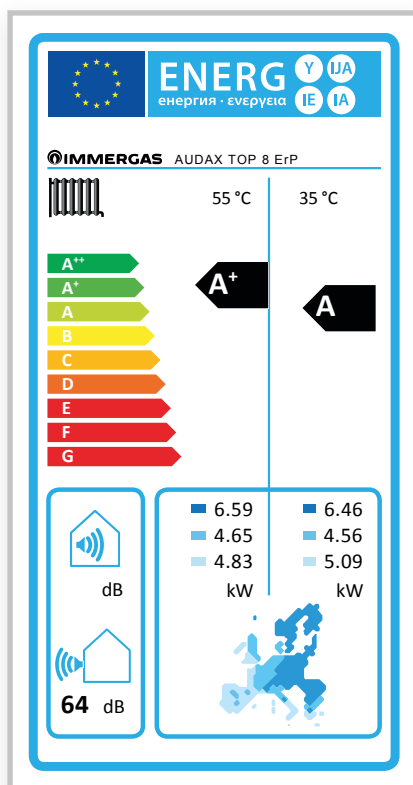 ENERG Y IJA
енергия · ενεργεια IE IA
IMMERGAS AUDAX TOP 8 ErP
55 °C 35 °C
A++
A+
A
B
C
D
E
F
G
A+
A
6.59 6.46
4.65 4.56
4.83 5.09
kW kW
dB
64 dB